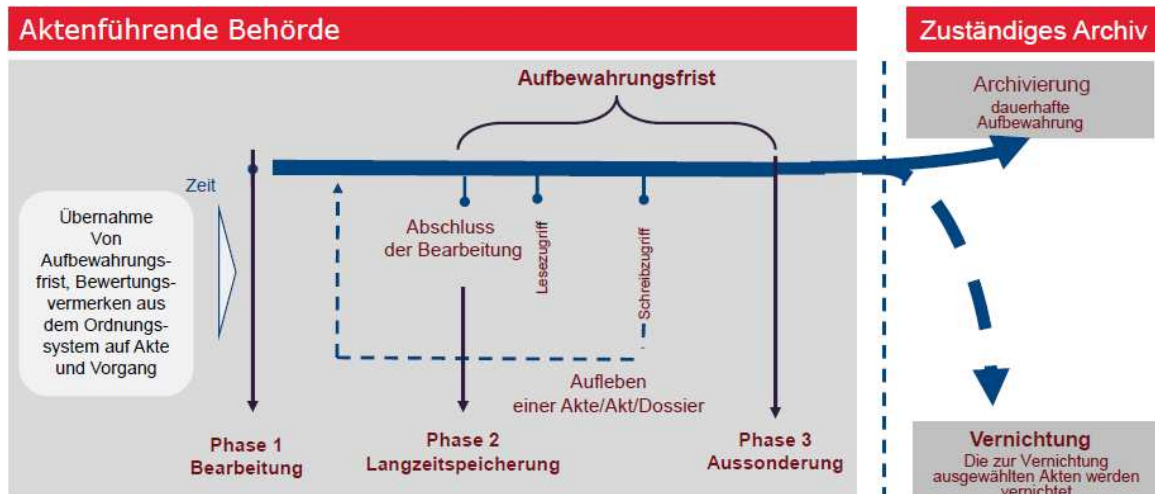 Aktenführende Behörde
Zuständiges Archiv
Aufbewahrungsfrist
Archivierung
dauerhafte
Aufbewahrung
Zeit
Übernahme
Von
Aufbewahrungs-
frist, Bewertungs-
vermerken aus
dem Ordnungs-
system auf Akte
und Vorgang
Abschluss
der Bearbeitung
Lesezugriff
Schreibzugriff
Aufleben
einer Akte/Akt/Dossier
Phase 1
Bearbeitung
Phase 2
Langzeitspeicherung
Phase 3
Aussonderung
Vernichtung
Die zur Vernichtung
ausgewählten Akten werden
vernichtet